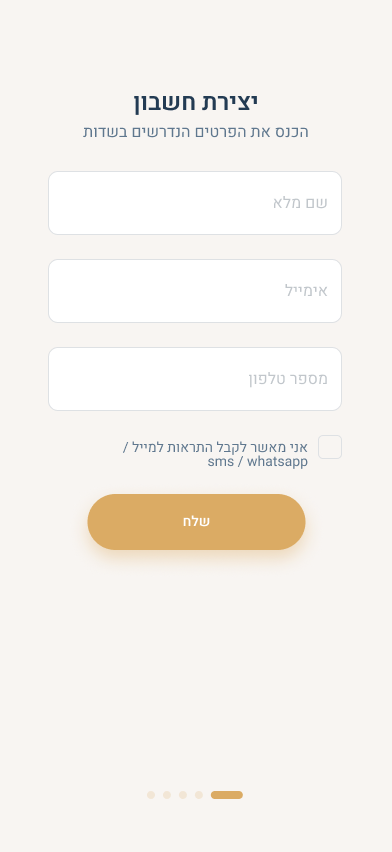 יצירת חשבון
הכנס את הפרטים הנדרשים בשדות
שם מלא
אימייל
מספר טלפון
אני מאשר לקבל התראות למייל /
sms / whatsapp
שלח